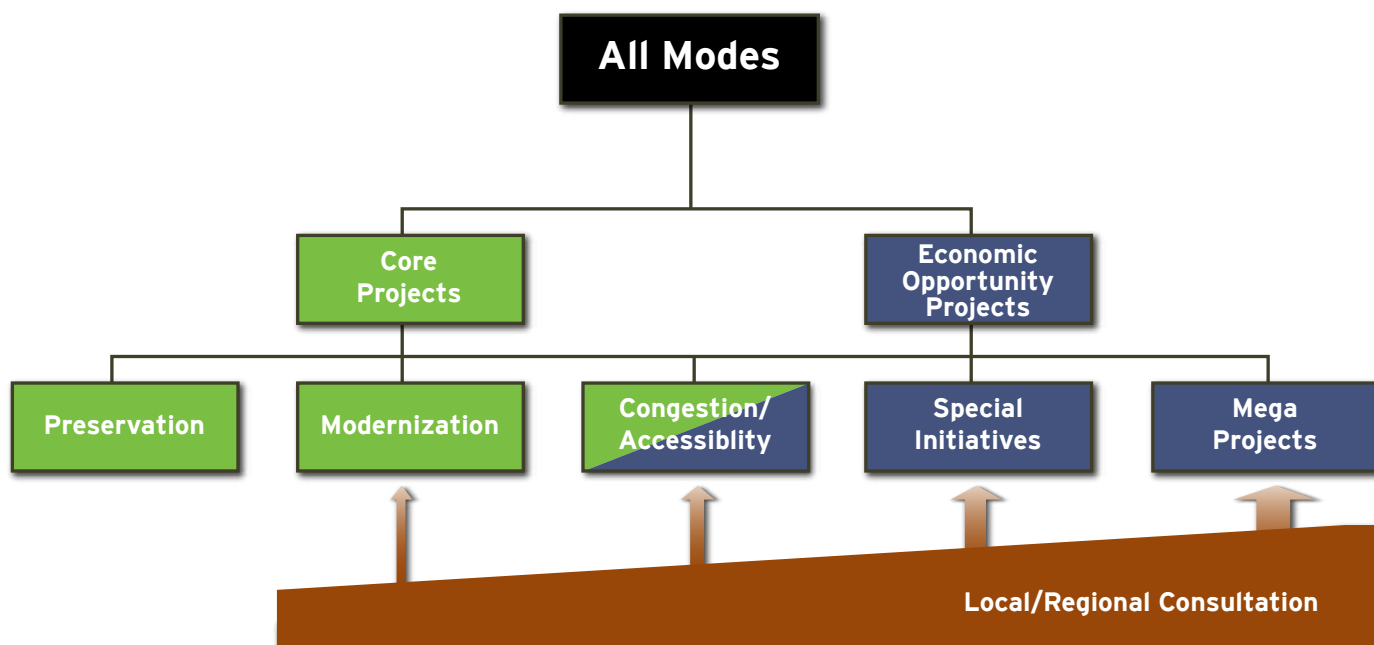 All Modes
Core
Projects
Economic
Opportunity
Projects
Preservation
Modernization
Congestion/
Accessiblity
Special
Initiatives
Mega
Projects
Local/Regional Consultation